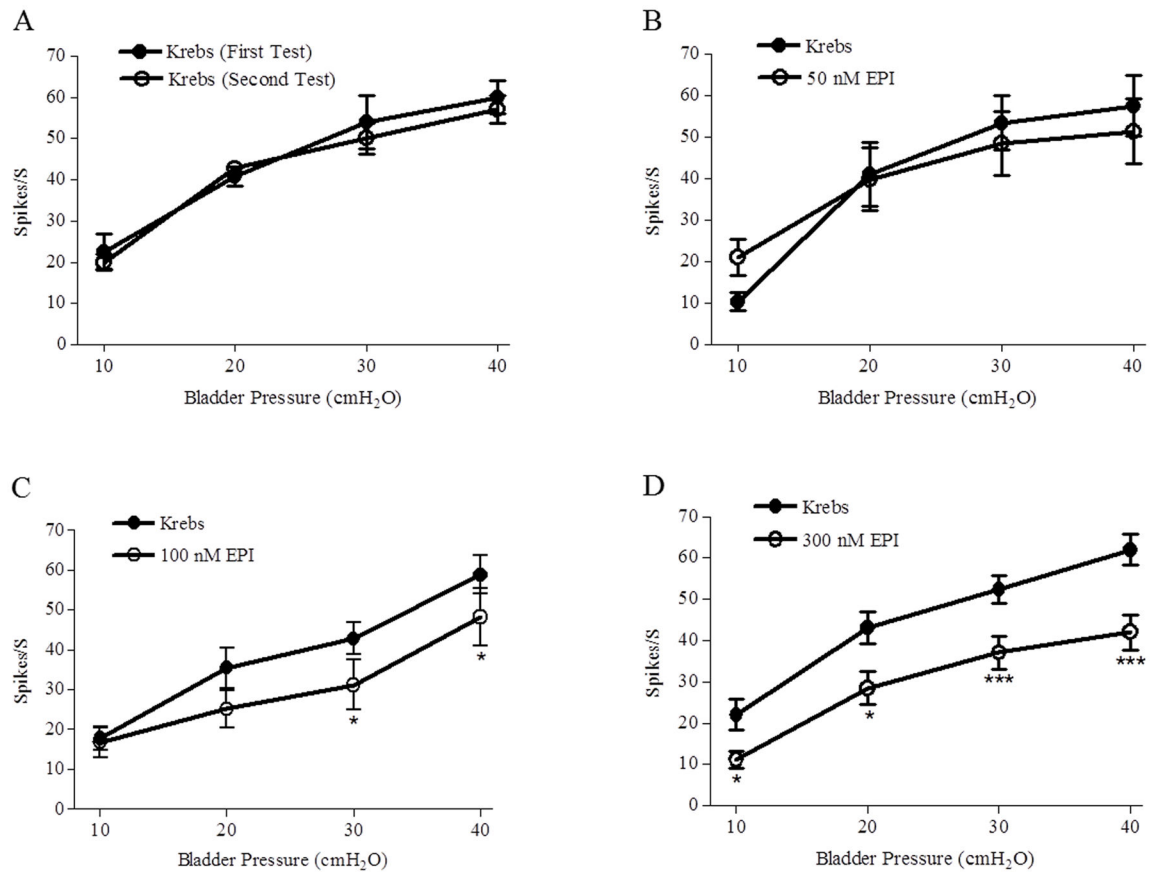 A
Krebs (First Test)
Krebs (Second Test)
70
60
50
40
30
20
10
0
Spikes/S
10 20 30 40
Bladder Pressure (cmH₂O)
B
Krebs
50 nM EPI
70
60
50
40
30
20
10
0
Spikes/S
10 20 30 40
Bladder Pressure (cmH₂O)
C
Krebs
100 nM EPI
70
60
50
40
30
20
10
0
Spikes/S
* *
10 20 30 40
Bladder Pressure (cmH₂O)
D
Krebs
300 nM EPI
70
60
50
40
30
20
10
0
Spikes/S
* * *** ***
10 20 30 40
Bladder Pressure (cmH₂O)